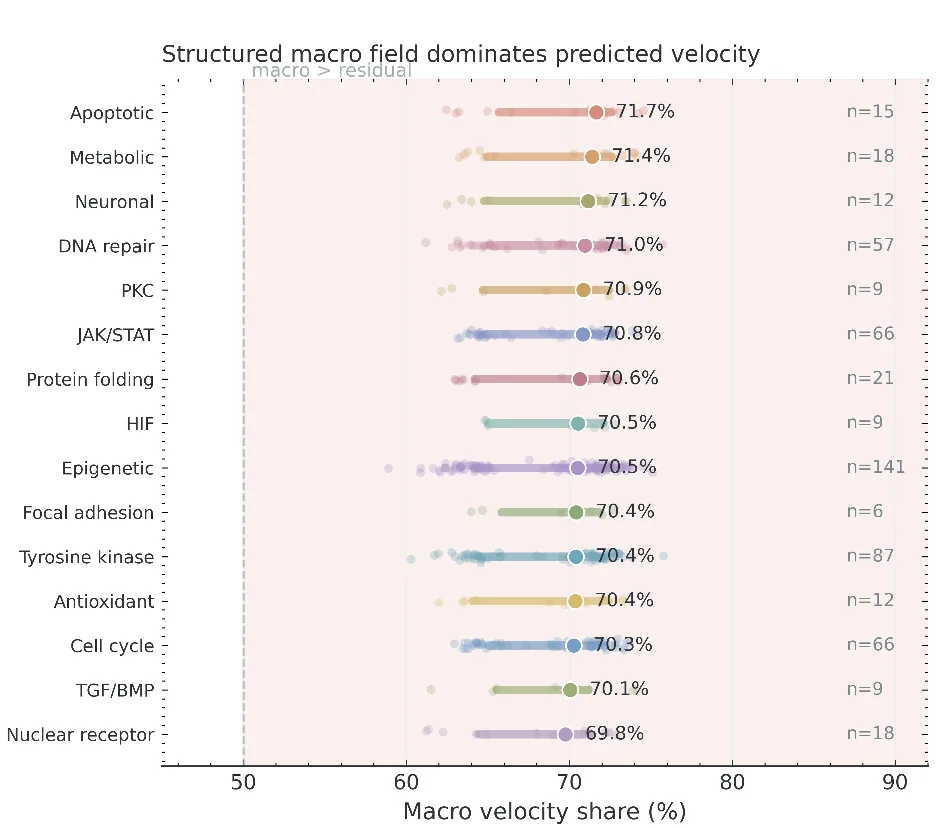 Structured macro field dominates predicted velocity
macro > residual
Apoptotic 71.7% n=15
Metabolic 71.4% n=18
Neuronal 71.2% n=12
DNA repair 71.0% n=57
PKC 70.9% n=9
JAK/STAT 70.8% n=66
Protein folding 70.6% n=21
HIF 70.5% n=9
Epigenetic 70.5% n=141
Focal adhesion 70.4% n=6
Tyrosine kinase 70.4% n=87
Antioxidant 70.4% n=12
Cell cycle 70.3% n=66
TGF/BMP 70.1% n=9
Nuclear receptor 69.8% n=18
50 60 70 80 90
Macro velocity share (%)